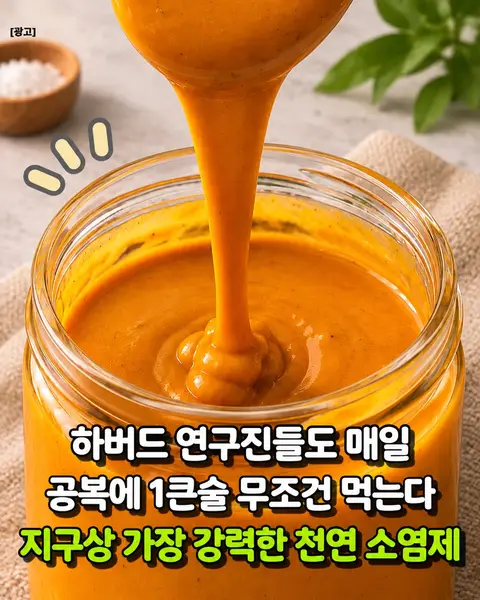 [광고]
하버드 연구진들도 매일
공복에 1큰술 무조건 먹는다
지구상 가장 강력한 천연 소염제